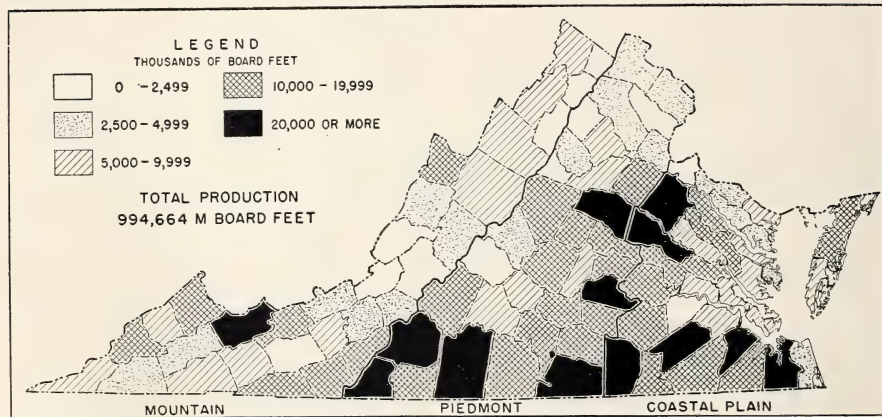 LEGEND
THOUSANDS OF BOARD FEET
0 - 2,499
10,000 - 19,999
2,500 - 4,999
20,000 OR MORE
5,000 - 9,999
TOTAL PRODUCTION
994,664 M BOARD FEET
MOUNTAIN
PIEDMONT
COASTAL PLAIN